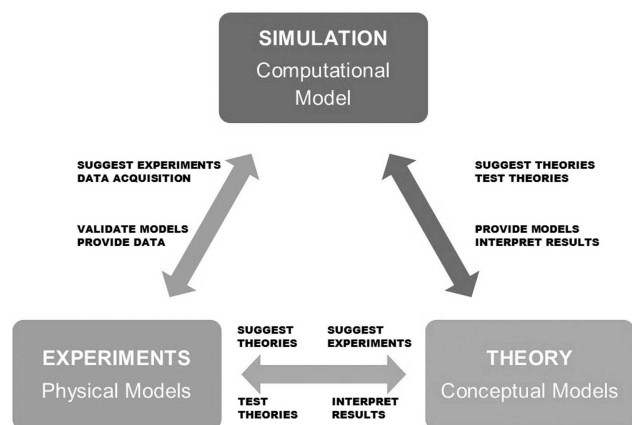 SIMULATION
Computational
Model
SUGGEST EXPERIMENTS
DATA ACQUISITION
SUGGEST THEORIES
TEST THEORIES
VALIDATE MODELS
PROVIDE DATA
PROVIDE MODELS
INTERPRET RESULTS
EXPERIMENTS
Physical Models
SUGGEST
THEORIES
SUGGEST
EXPERIMENTS
TEST
THEORIES
INTERPRET
RESULTS
THEORY
Conceptual Models